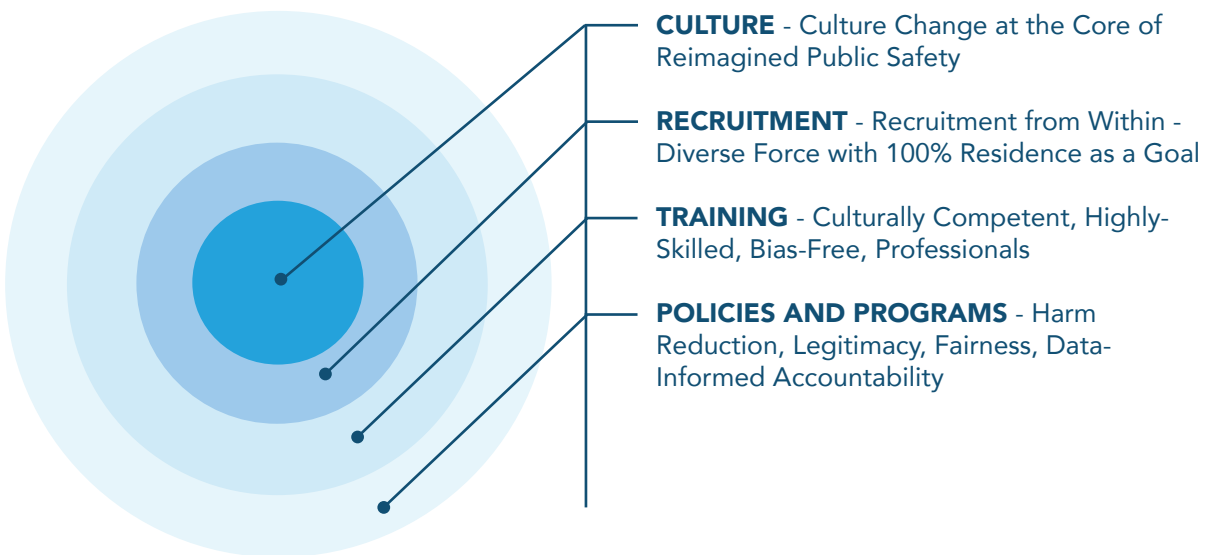 CULTURE - Culture Change at the Core of
Reimagined Public Safety
RECRUITMENT - Recruitment from Within -
Diverse Force with 100% Residence as a Goal
TRAINING - Culturally Competent, Highly-
Skilled, Bias-Free, Professionals
POLICIES AND PROGRAMS - Harm
Reduction, Legitimacy, Fairness, Data-
Informed Accountability